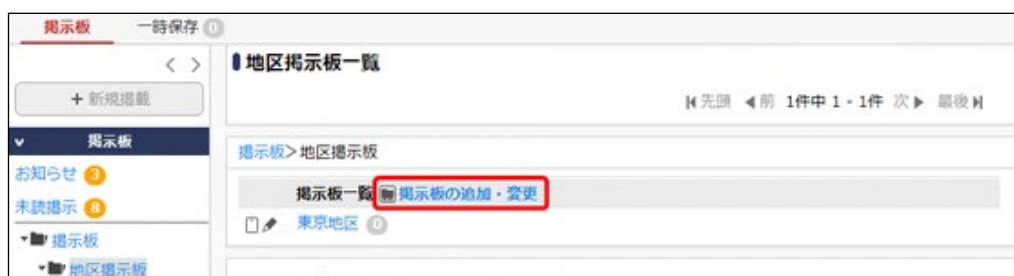 掲示板 一時保存 0
地区掲示板一覧
+ 新規掲載
先頭 前 1件中 1 - 1件 次 最後
掲示板
掲示板>地区掲示板
お知らせ 3
掲示板一覧 掲示板の追加・変更
未読掲示 8
東京地区 0
掲示板
地区掲示板